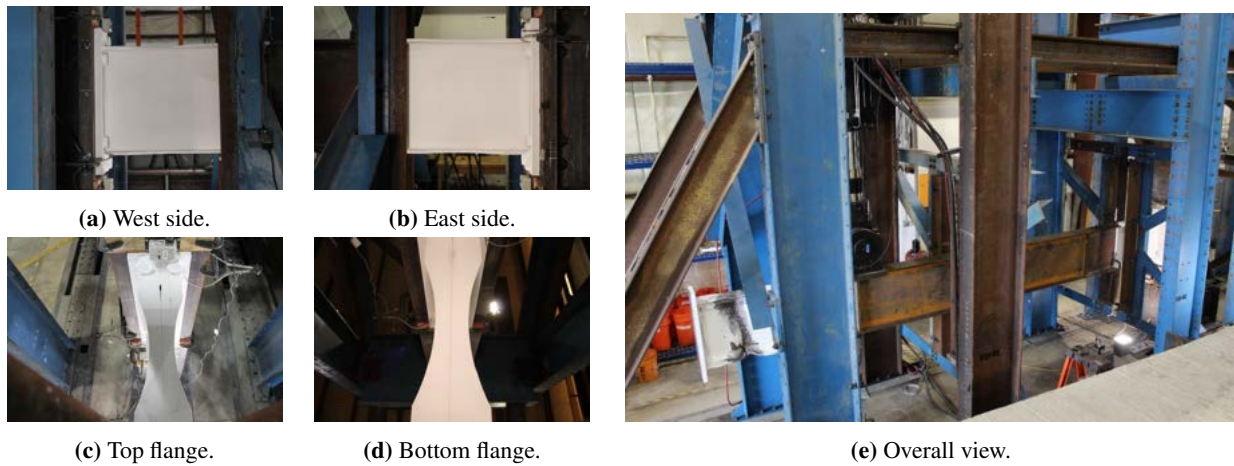 (a) West side.
(b) East side.
(c) Top flange.
(d) Bottom flange.
(e) Overall view.